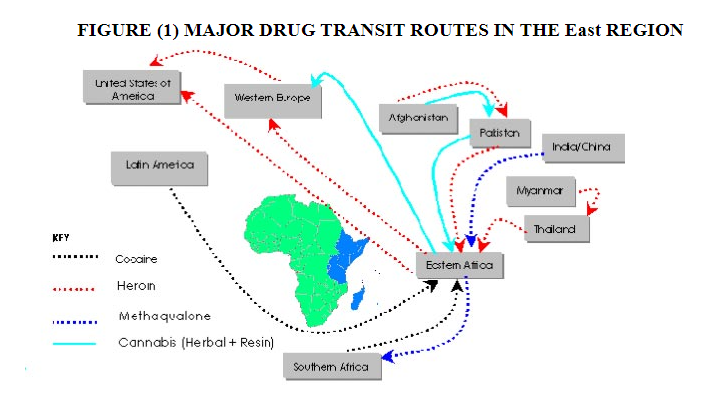 FIGURE (1) MAJOR DRUG TRANSIT ROUTES IN THE East REGION
United States of
America
Western Europe
Afghanistan
Pakistan
India/China
Latin America
Myanmar
Thailand
Eastern Africa
KEY
Cocaine
Heroin
Methaqualone
Cannabis (Herbal + Resin)
Southern Africa